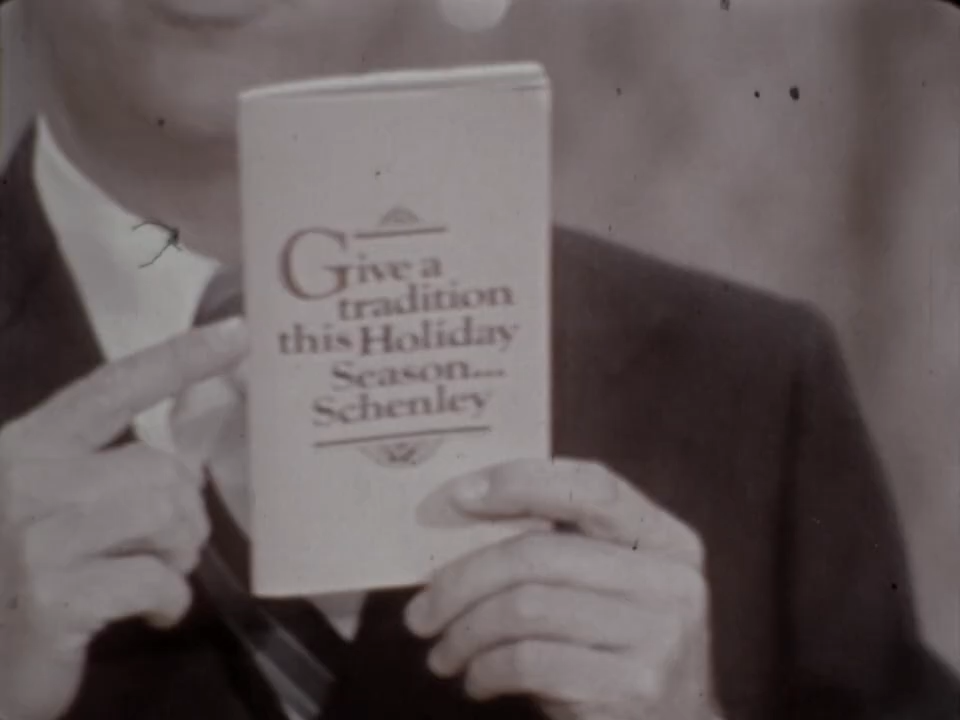 Give a
tradition
this Holiday
Season...
Schenley